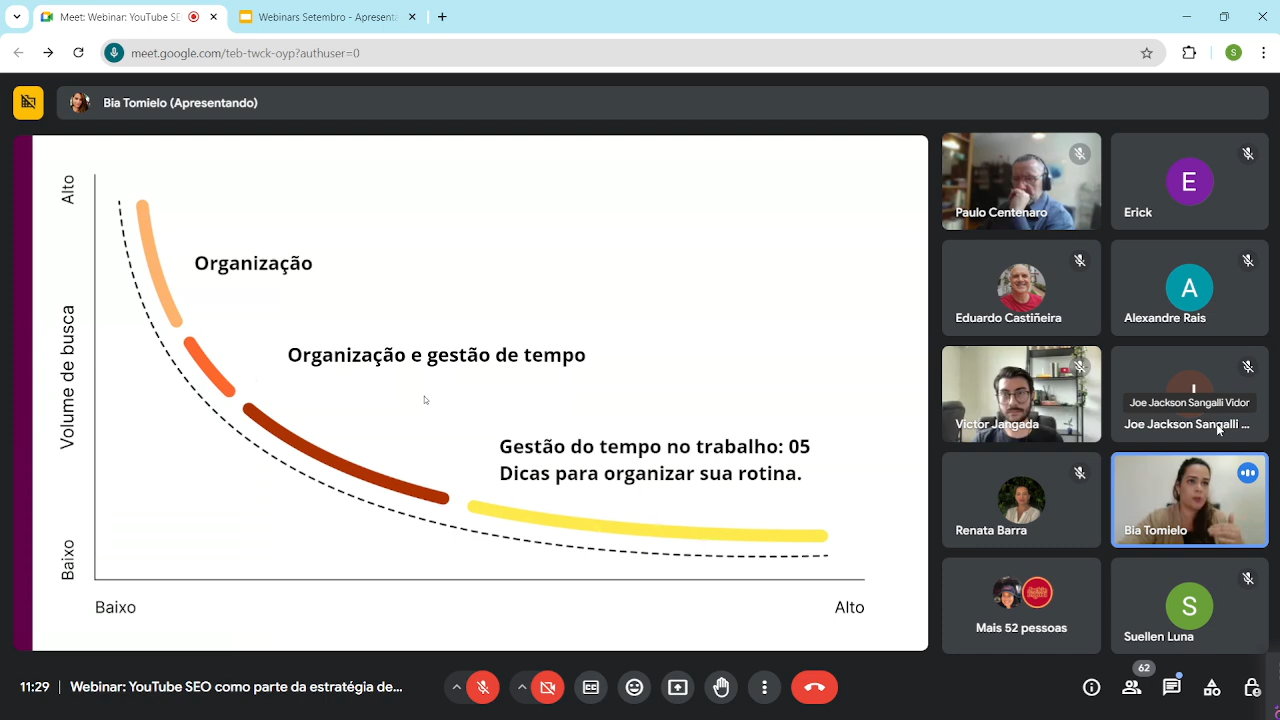 Meet: Webinar: YouTube SE
Webinars Setembro - Apresenta
meet.google.com/teb-twck-oyp?authuser=0
S
Bia Tomielo (Apresentando)
Alto
Volume de busca
Baixo
Organização
Organização e gestão de tempo
Gestão do tempo no trabalho: 05
Dicas para organizar sua rotina.
Baixo
Alto
Paulo Centenaro
E
Erick
Eduardo Castiñeira
A
Alexandre Rais
Victor Jangada
Joe Jackson Sangalli Vidor
Joe Jackson Sangalli ...
Renata Barra
Bia Tomielo
Mais 52 pessoas
S
Suellen Luna
11:29
Webinar: YouTube SEO como parte da estratégia de...
62